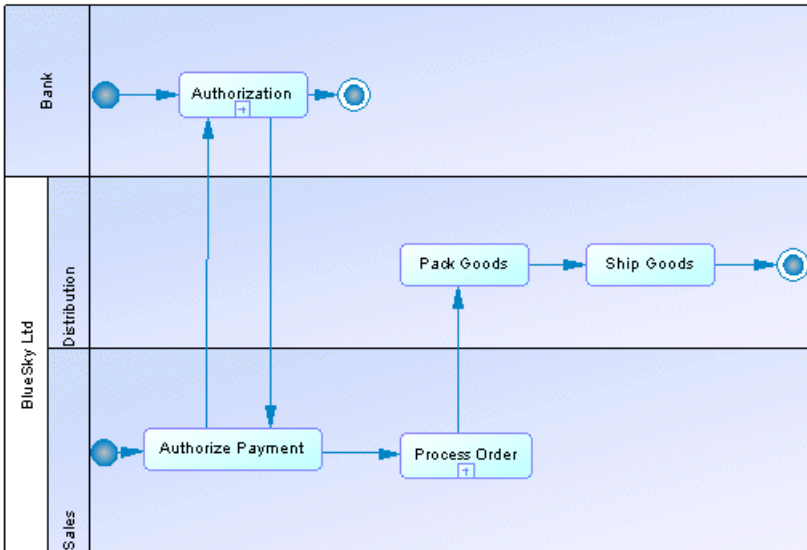 Bank
Authorization
BlueSky Ltd
Distribution
Pack Goods
Ship Goods
Sales
Authorize Payment
Process Order